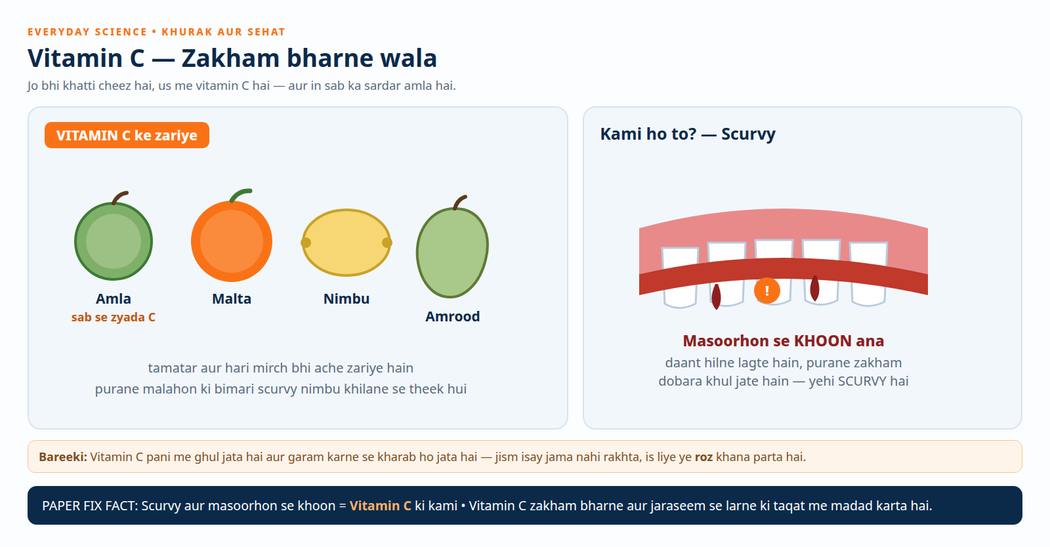 EVERYDAY SCIENCE • KHURAK AUR SEHAT
Vitamin C — Zakham bharne wala
Jo bhi khatti cheez hai, us me vitamin C hai — aur in sab ka sardar amla hai.
VITAMIN C ke zariye
Amla
sab se zyada C
Malta
Nimbu
Amrood
tamatar aur hari mirch bhi ache zariye hain
purane malahon ki bimari scurvy nimbu khilane se theek hui
Kami ho to? — Scurvy
!
Masoorhon se KHOON ana
daant hilne lagte hain, purane zakham
dobara khul jate hain — yehi SCURVY hai
Bareeki: Vitamin C pani me ghul jata hai aur garam karne se kharab ho jata hai — jism isay jama nahi rakhta, is liye ye roz khana parta hai.
PAPER FIX FACT: Scurvy aur masoorhon se khoon = Vitamin C ki kami • Vitamin C zakham bharne aur jaraseem se larne ki taqat me madad karta hai.